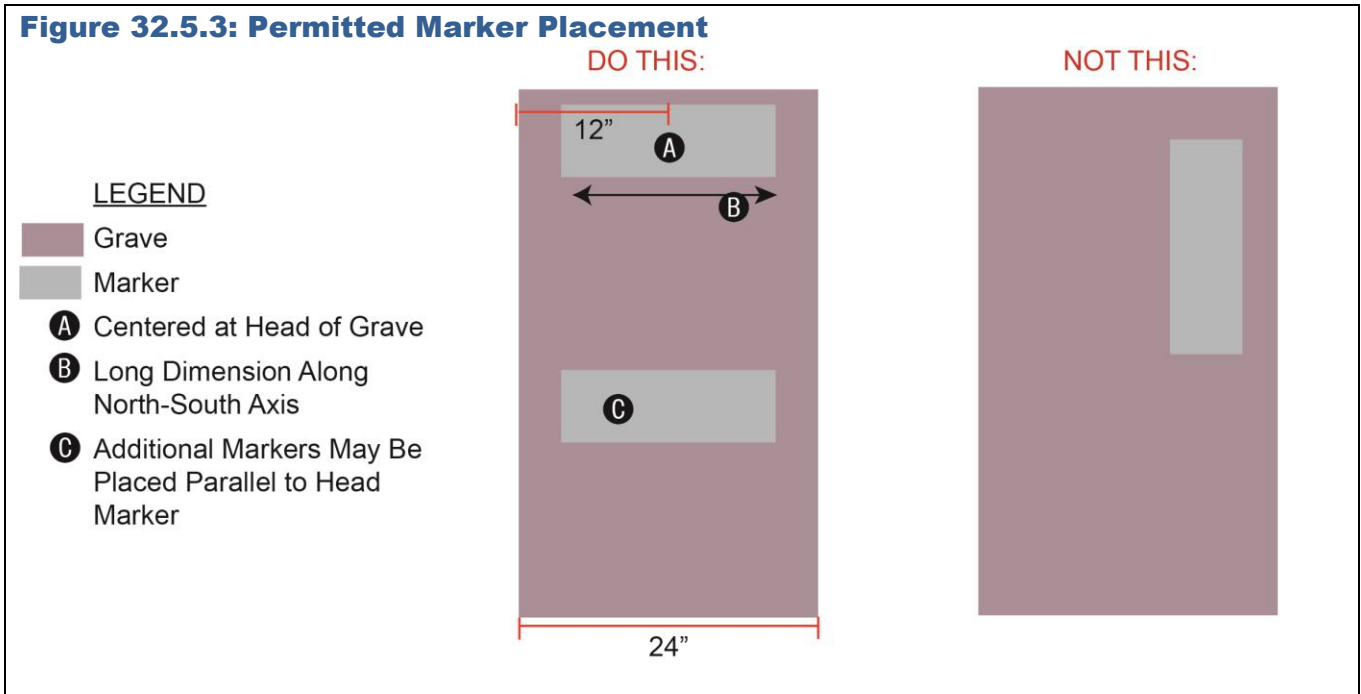 Figure 32.5.3: Permitted Marker Placement
DO THIS:
NOT THIS:
12”
A
B
C
24”
LEGEND
Grave
Marker
A Centered at Head of Grave
B Long Dimension Along
North-South Axis
C Additional Markers May Be
Placed Parallel to Head
Marker